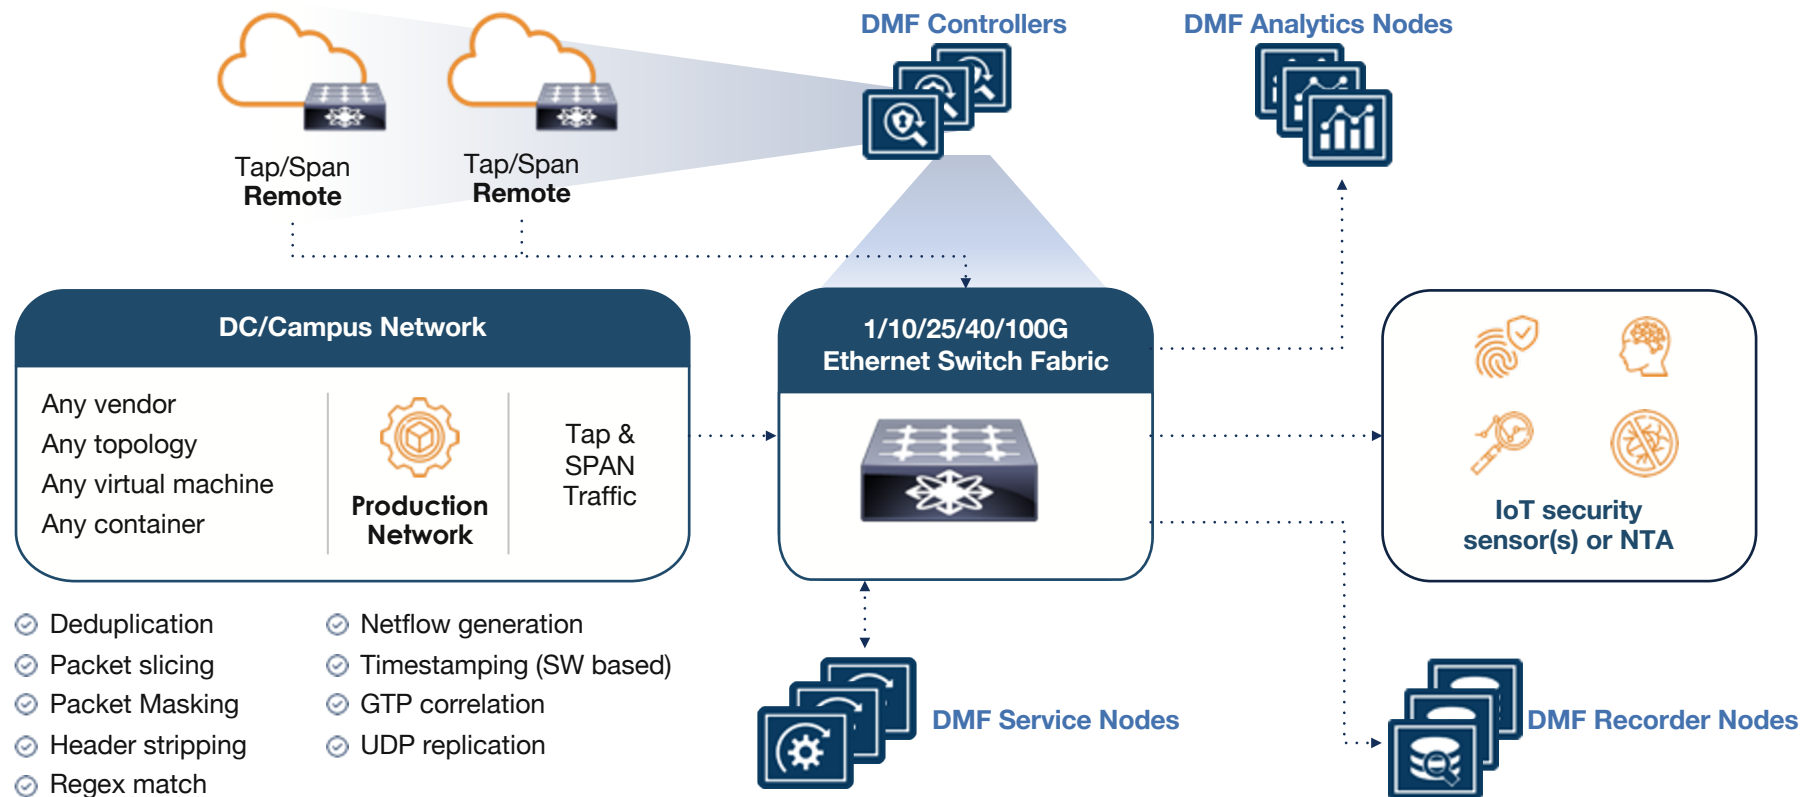 DMF Controllers
DMF Analytics Nodes
Tap/Span
Remote
Tap/Span
Remote
DC/Campus Network
Any vendor
Any topology
Any virtual machine
Any container
Production
Network
Tap &
SPAN
Traffic
1/10/25/40/100G
Ethernet Switch Fabric
IoT security
sensor(s) or NTA
Deduplication
Packet slicing
Packet Masking
Header stripping
Regex match
Netflow generation
Timestamping (SW based)
GTP correlation
UDP replication
DMF Service Nodes
DMF Recorder Nodes